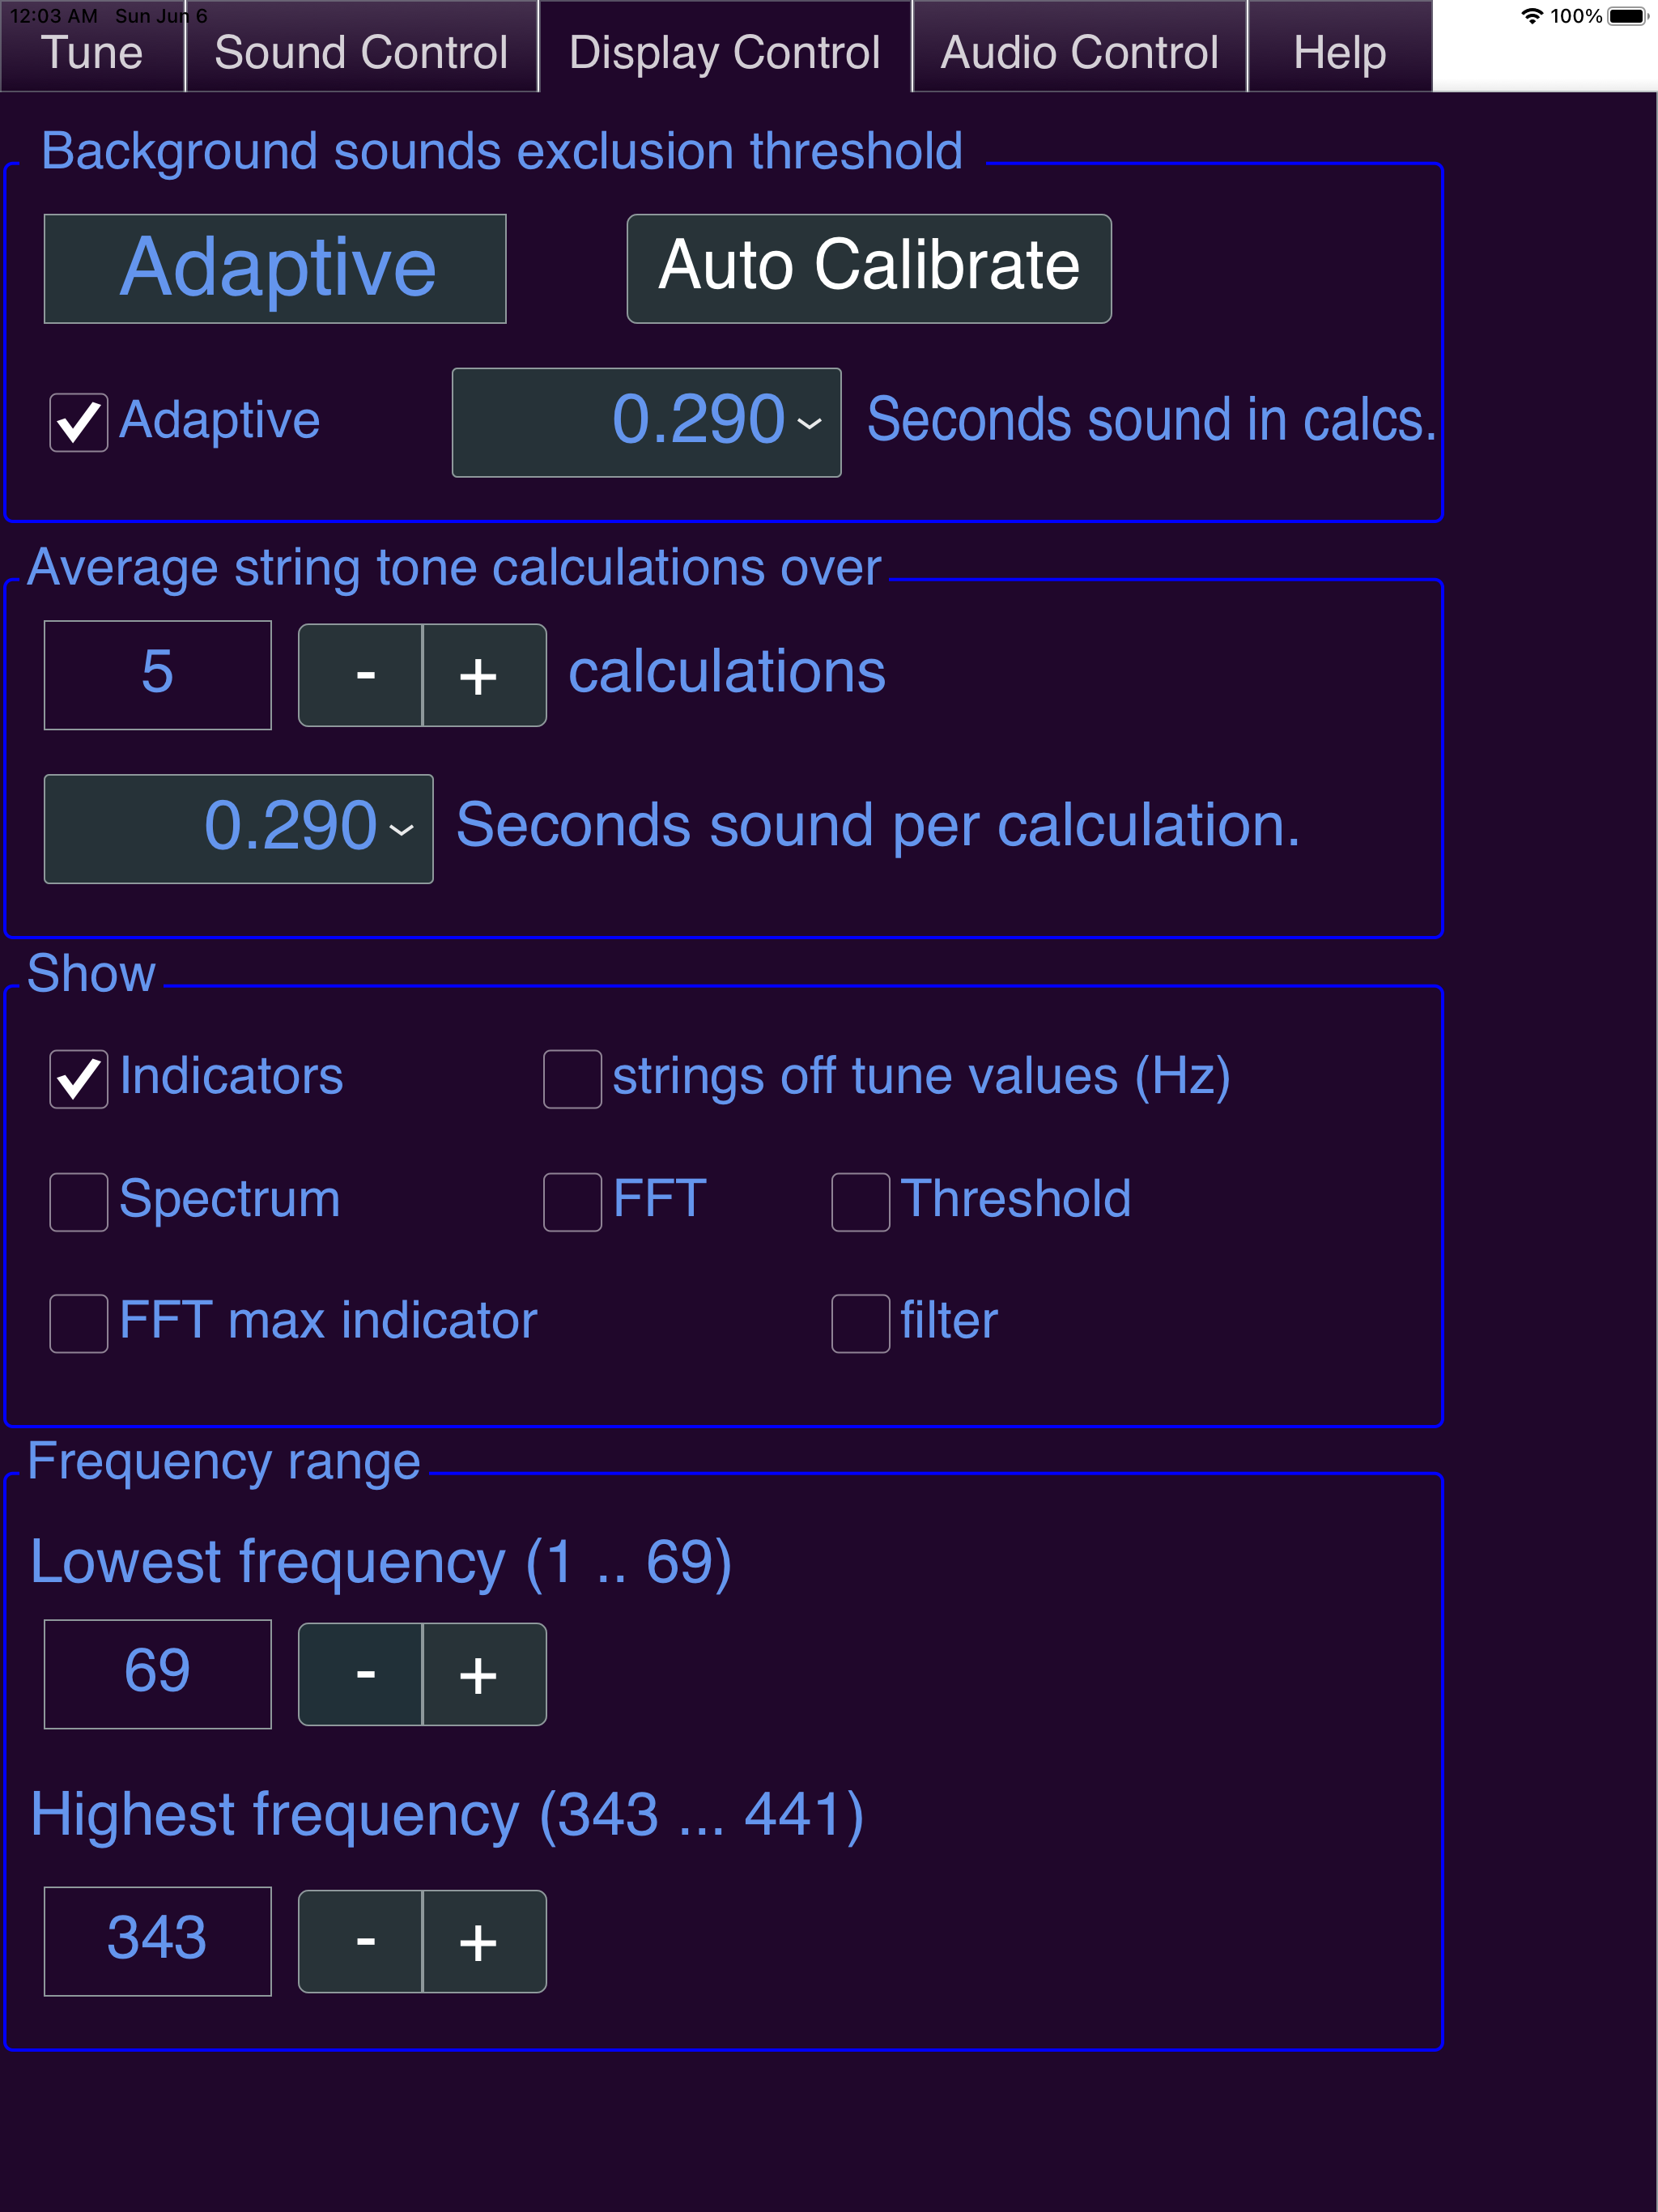 12:03 AM Sun Jun 6 100%
Tune Sound Control Display Control Audio Control Help
Background sounds exclusion threshold
Adaptive Auto Calibrate
Adaptive 0.290 Seconds sound in calcs.
Average string tone calculations over
5 - + calculations
0.290 Seconds sound per calculation.
Show
Indicators strings off tune values (Hz)
Spectrum FFT Threshold
FFT max indicator filter
Frequency range
Lowest frequency (1 .. 69)
69 - +
Highest frequency (343 ... 441)
343 - +